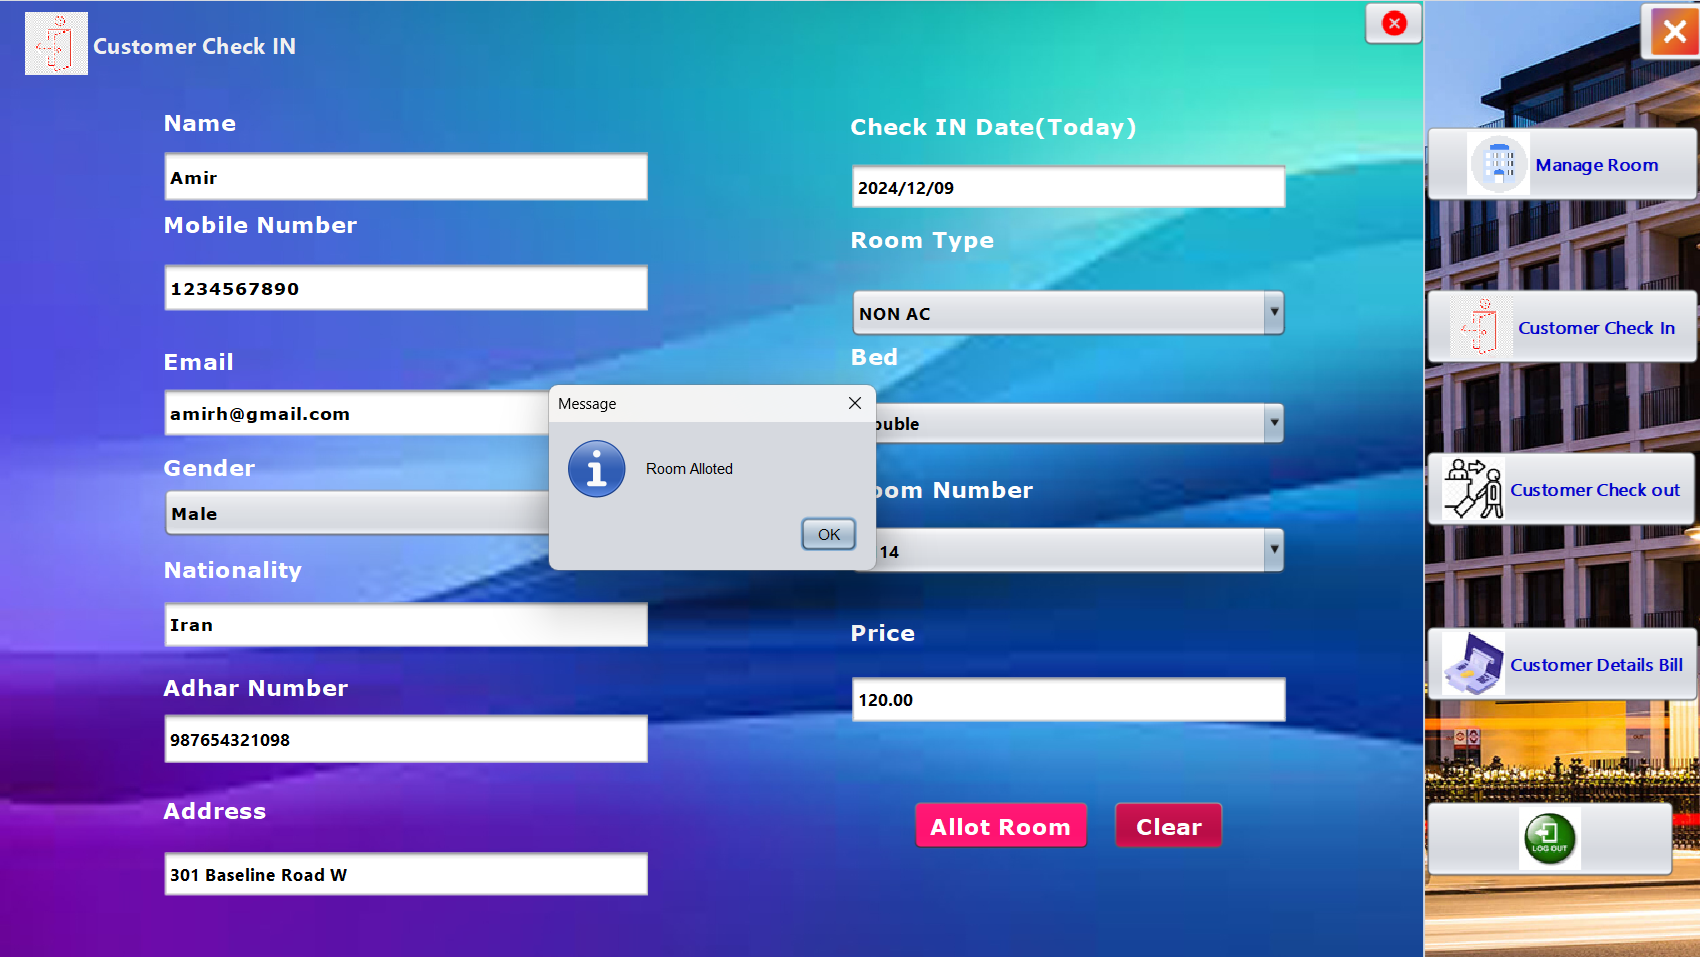 Customer Check IN
Name
Amir
Mobile Number
1234567890
Email
amirh@gmail.com
Gender
Male
Nationality
Iran
Adhar Number
987654321098
Address
301 Baseline Road W
Check IN Date(Today)
2024/12/09
Room Type
NON AC
Bed
ouble
oom Number
14
Price
120.00
Allot Room
Clear
Message
Room Alloted
OK
Manage Room
Customer Check In
Customer Check out
Customer Details Bill
LOG OUT